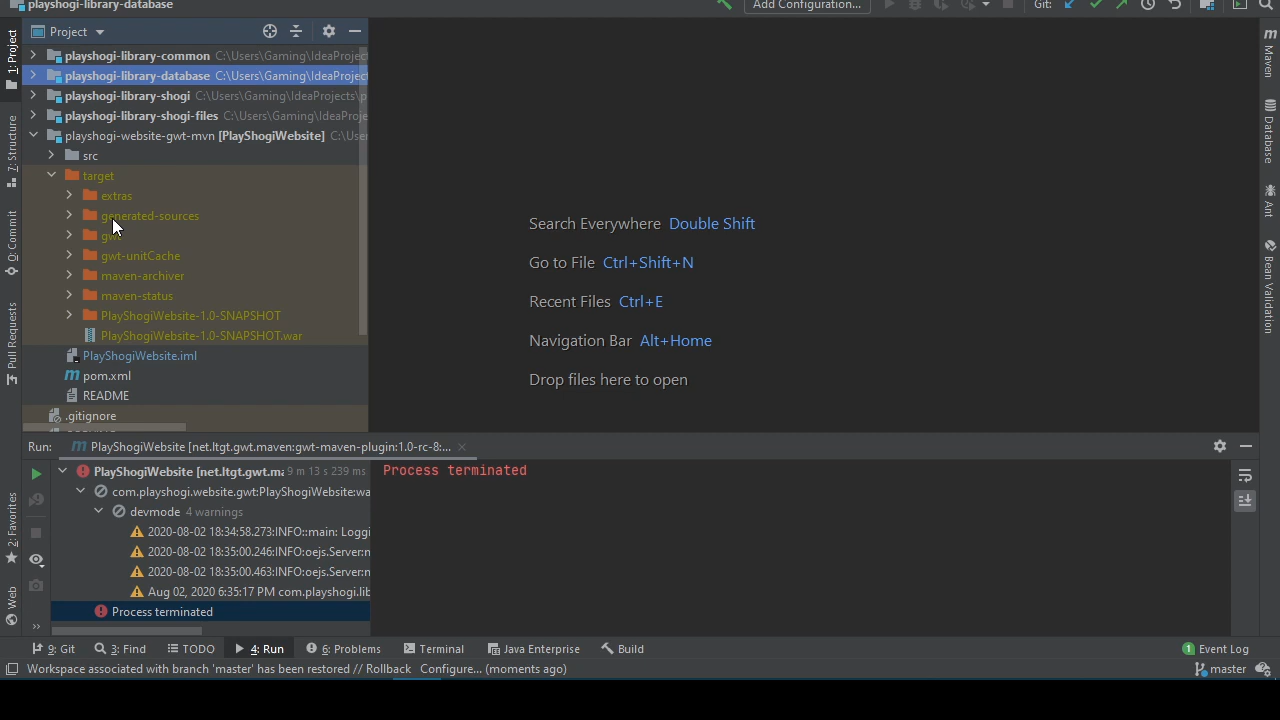 playshogi-library-database
Add Configuration...
Git:
Project
playshogi-library-common C:\Users\Gaming\IdeaProjec
playshogi-library-database C:\Users\Gaming\IdeaProject
playshogi-library-shogi C:\Users\Gaming\IdeaProjects\p
playshogi-library-shogi-files C:\Users\Gaming\IdeaProje
playshogi-website-gwt-mvn [PlayShogiWebsite] C:\Use
src
target
extras
generated-sources
gwt
gwt-unitCache
maven-archiver
maven-status
PlayShogiWebsite-1.0-SNAPSHOT
PlayShogiWebsite-1.0-SNAPSHOT.war
PlayShogiWebsite.iml
pom.xml
README
.gitignore
1: Project
7: Structure
0: Commit
Pull Requests
2: Favorites
Web
Search Everywhere Double Shift
Go to File Ctrl+Shift+N
Recent Files Ctrl+E
Navigation Bar Alt+Home
Drop files here to open
Maven
Database
Ant
Bean Validation
Run: PlayShogiWebsite [net.ltgt.gwt.maven:gwt-maven-plugin:1.0-rc-8:...
PlayShogiWebsite [net.ltgt.gwt.ma 9 m 13 s 239 ms
com.playshogi.website.gwt:PlayShogiWebsite:wa
devmode 4 warnings
2020-08-02 18:34:58.273:INFO::main: Loggi
2020-08-02 18:35:00.246:INFO:oejs.Server:m
2020-08-02 18:35:00.463:INFO:oejs.Server:m
Aug 02, 2020 6:35:17 PM com.playshogi.lib
Process terminated
Process terminated
9: Git
3: Find
TODO
4: Run
6: Problems
Terminal
Java Enterprise
Build
1 Event Log
Workspace associated with branch 'master' has been restored // Rollback Configure... (moments ago)
master